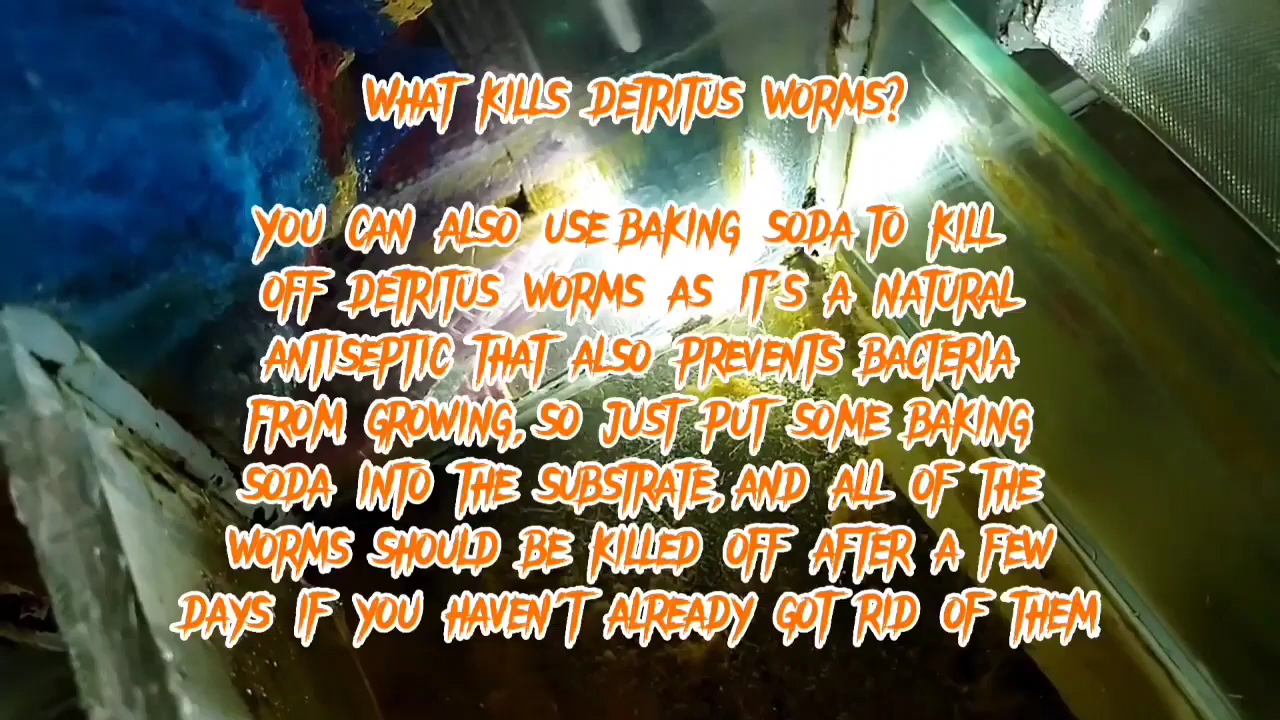 WHAT KILLS DETRITUS WORMS?
YOU CAN ALSO USE BAKING SODA TO KILL
OFF DETRITUS WORMS AS IT'S A NATURAL
ANTISEPTIC THAT ALSO PREVENTS BACTERIA
FROM GROWING, SO JUST PUT SOME BAKING
SODA INTO THE SUBSTRATE, AND ALL OF THE
WORMS SHOULD BE KILLED OFF AFTER A FEW
DAYS IF YOU HAVEN'T ALREADY GOT RID OF THEM